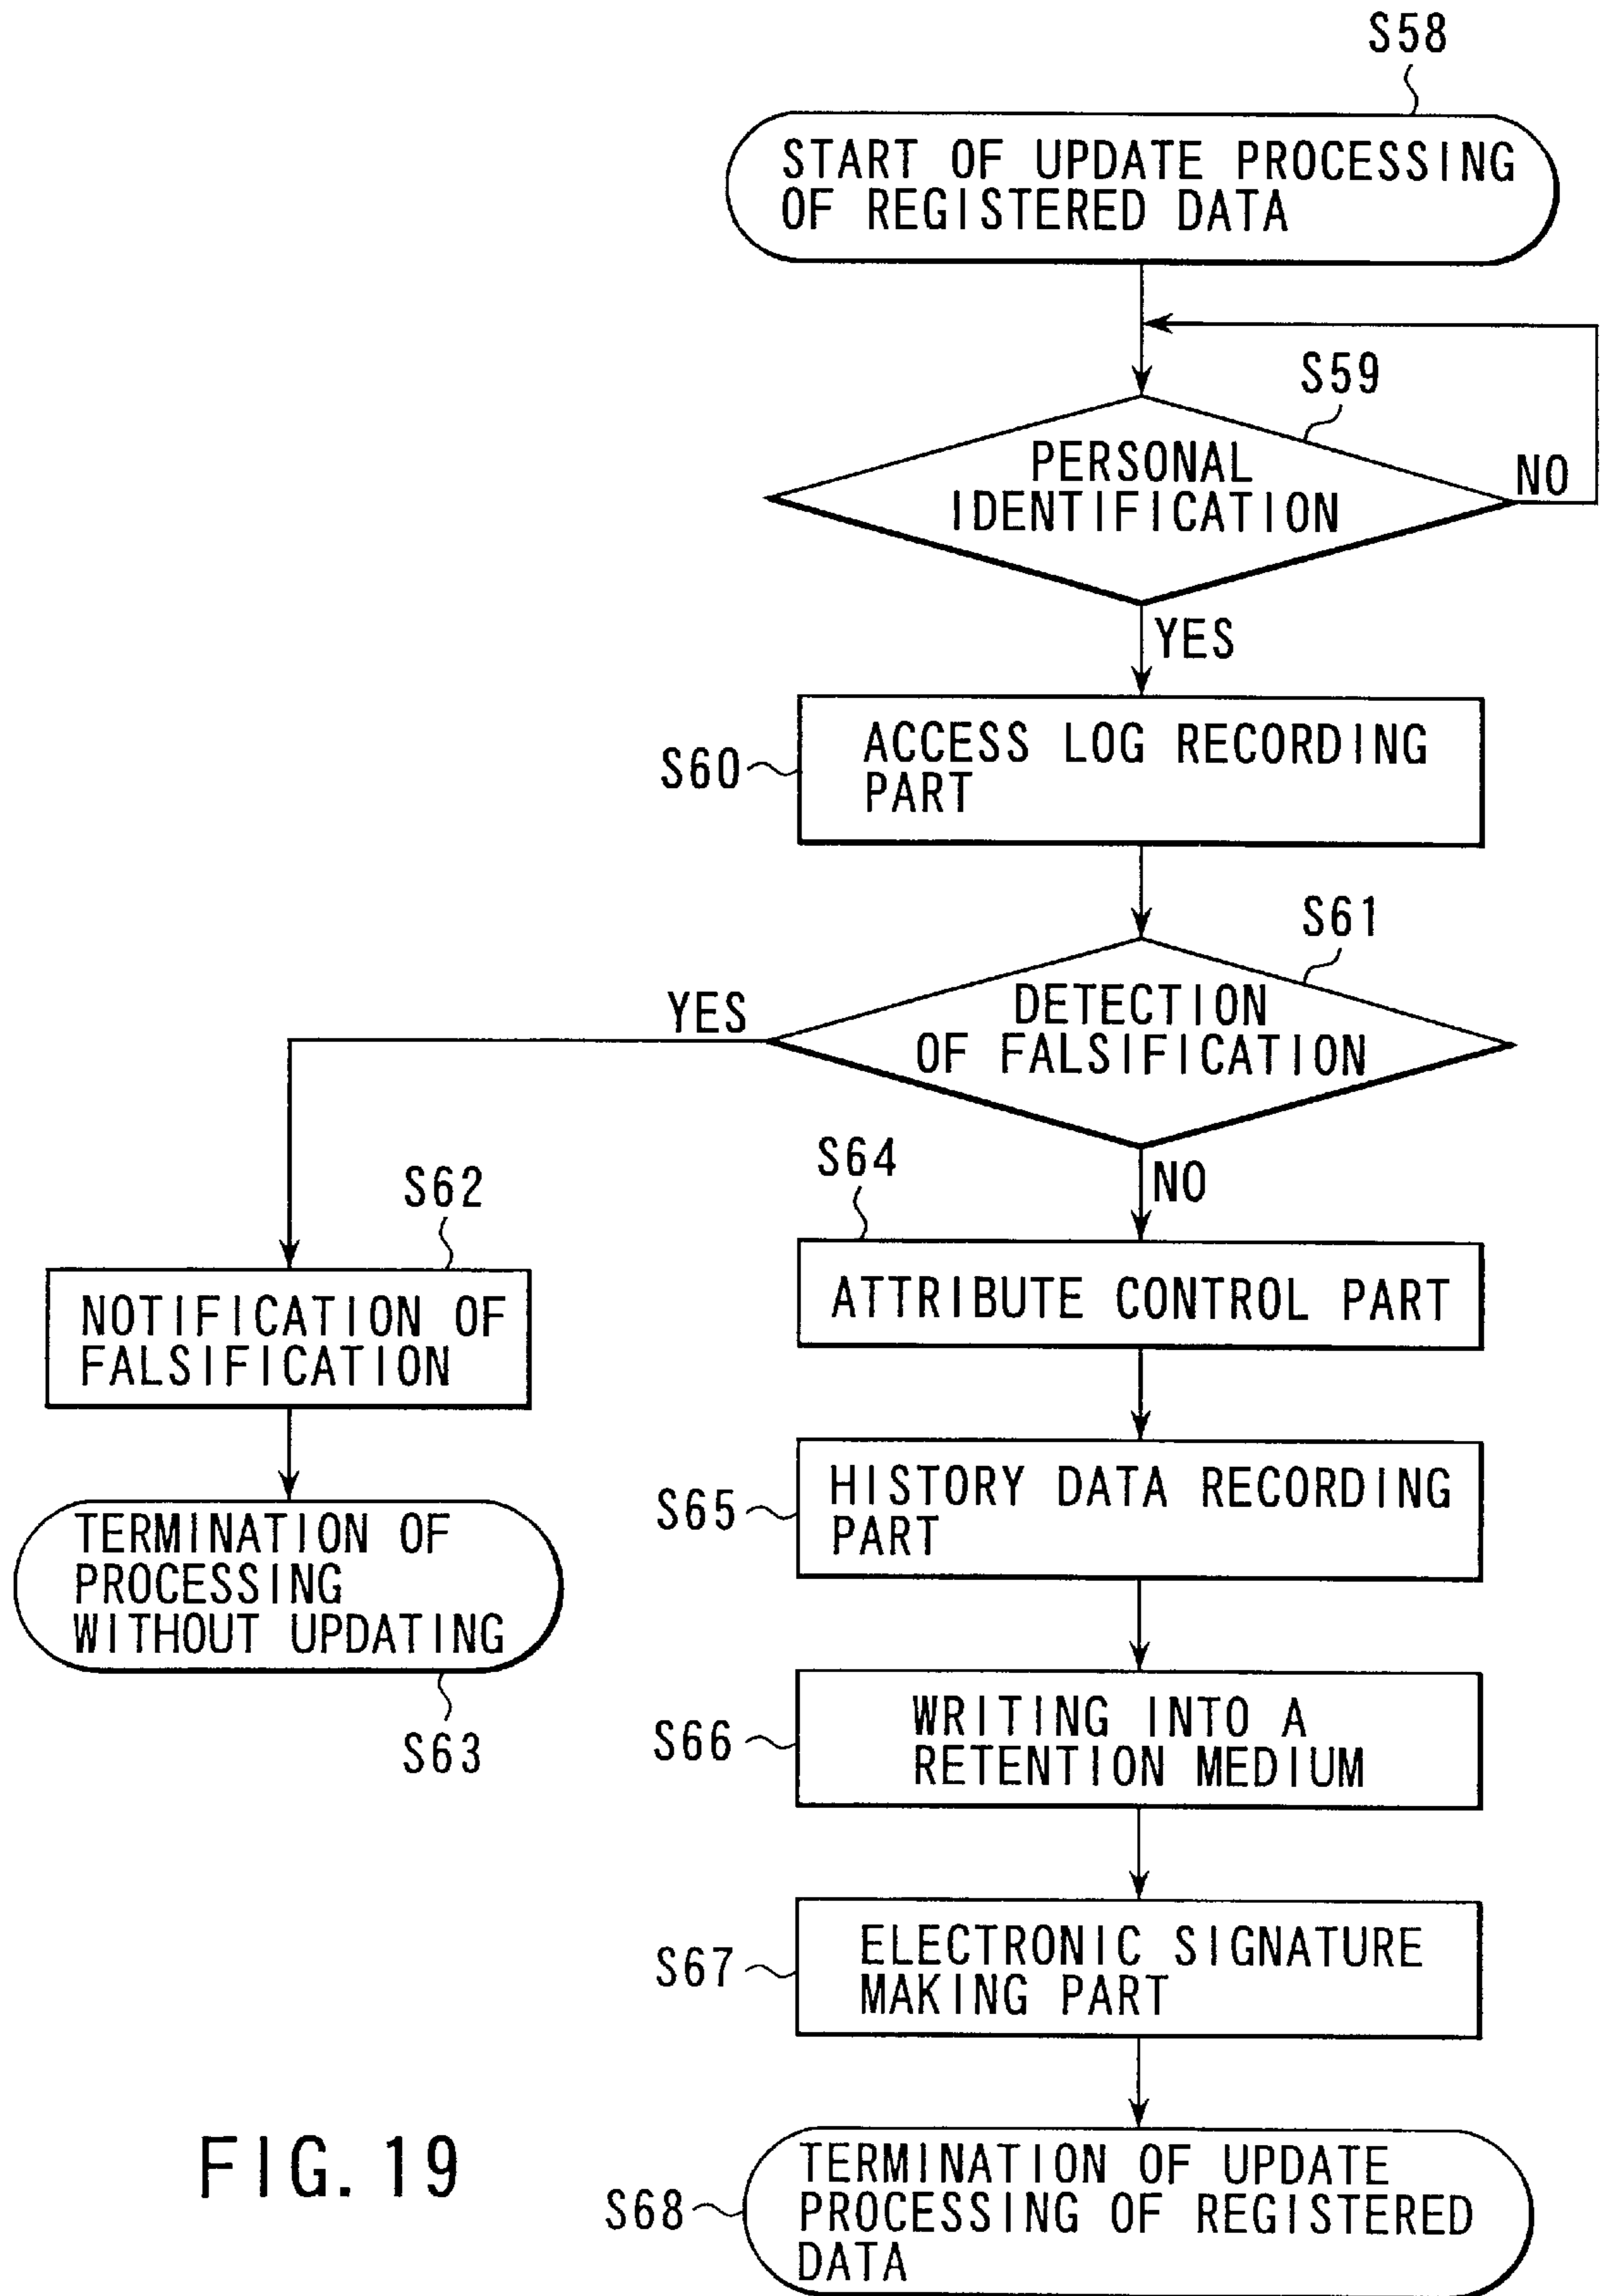 S58
START OF UPDATE PROCESSING
OF REGISTERED DATA
S59
PERSONAL
IDENTIFICATION
NO
YES
S60
ACCESS LOG RECORDING
PART
S61
DETECTION
OF FALSIFICATION
YES
NO
S62
NOTIFICATION OF
FALSIFICATION
TERMINATION OF
PROCESSING
WITHOUT UPDATING
S63
S64
ATTRIBUTE CONTROL PART
S65
HISTORY DATA RECORDING
PART
S66
WRITING INTO A
RETENTION MEDIUM
S67
ELECTRONIC SIGNATURE
MAKING PART
S68
TERMINATION OF UPDATE
PROCESSING OF REGISTERED
DATA
FIG. 19